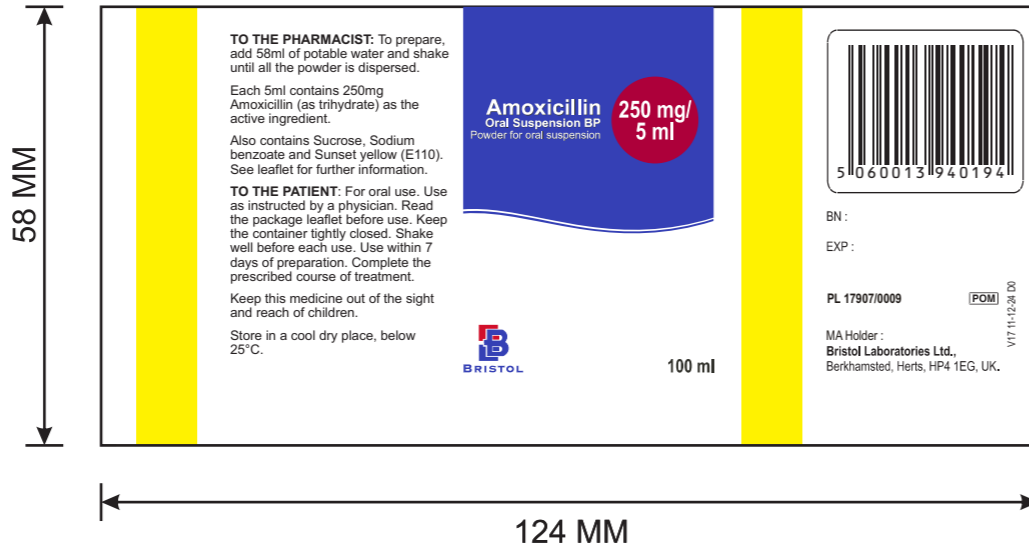 58 MM
TO THE PHARMACIST: To prepare,
add 58ml of potable water and shake
until all the powder is dispersed.
Each 5ml contains 250mg
Amoxicillin (as trihydrate) as the
active ingredient.
Also contains Sucrose, Sodium
benzoate and Sunset yellow (E110).
See leaflet for further information.
TO THE PATIENT: For oral use. Use
as instructed by a physician. Read
the package leaflet before use. Keep
the container tightly closed. Shake
well before each use. Use within 7
days of preparation. Complete the
prescribed course of treatment.
Keep this medicine out of the sight
and reach of children.
Store in a cool dry place, below
25°C.
Amoxicillin
Oral Suspension BP
Powder for oral suspension
250 mg/
5 ml
BRISTOL
100 ml
5 060013 940194
BN :
EXP :
PL 17907/0009
POM
V17 11-12-24 D0
MA Holder :
Bristol Laboratories Ltd.,
Berkhamsted, Herts, HP4 1EG, UK.
124 MM